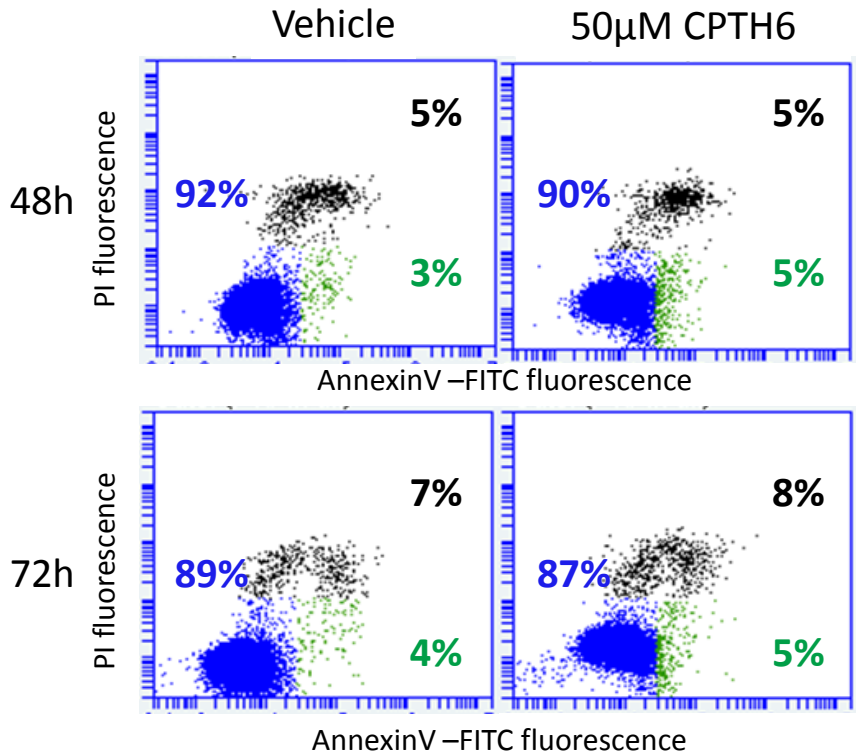 Vehicle
50µM CPTH6
5%
5%
92%
90%
48h
PI fluorescence
3%
5%
AnnexinV –FITC fluorescence
7%
8%
89%
87%
72h
PI fluorescence
4%
5%
AnnexinV –FITC fluorescence